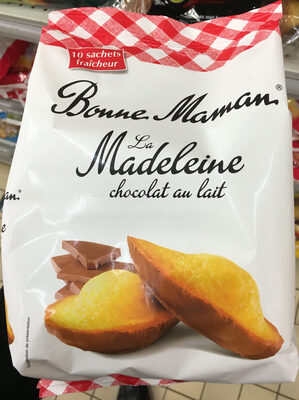 10 sachets
fraîcheur
Bonne Maman®
La
Madeleine
chocolat au lait